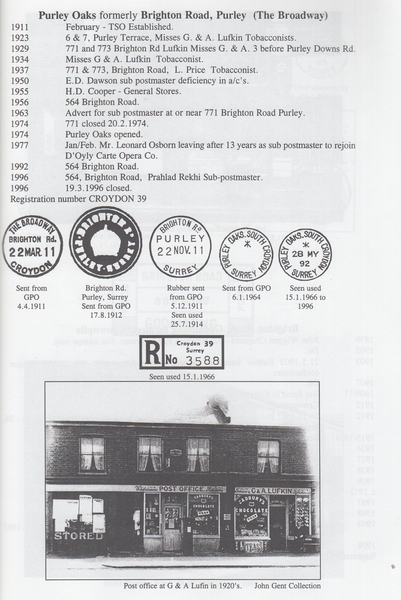 Purley Oaks formerly Brighton Road, Purley (The Broadway)
1911 February - TSO Established.
1923 6 & 7, Purley Terrace, Misses G. & A. Lufkin Tobacconists.
1929 771 and 773 Brighton Rd Lufkin Misses G. & A. 3 before Purley Downs Rd.
1934 Misses G & A. Lufkin Tobacconist.
1937 771 & 773, Brighton Road, L. Price Tobacconist.
1950 E.D. Dawson sub postmaster deficiency in a/c's.
1955 H.D. Cooper - General Stores.
1956 564 Brighton Road.
1963 Advert for sub postmaster at or near 771 Brighton Road Purley.
1974 771 closed 20.2.1974.
1974 Purley Oaks opened.
1977 Jan/Feb. Mr. Leonard Osborn leaving after 13 years as sub postmaster to rejoin
D'Oyly Carte Opera Co.
1992 564 Brighton Road.
1996 564, Brighton Road, Prahlad Rekhi Sub-postmaster.
1996 19.3.1996 closed.
Registration number CROYDON 39
THE BROADWAY
BRIGHTON Rd.
22 MAR. 11
CROYDON
BRIGHTON RD
PURLEY
22 NOV. 11
SURREY
PURLEY OAKS, SOUTH CROYDON
SURREY
PURLEY OAKS, SOUTH CROYDON
28 MY
92
SURREY
Sent from
GPO
4.4.1911
Brighton Rd.
Purley, Surrey
Sent from GPO
17.8.1912
Rubber sent
from GPO
5.12.1911
Seen used
25.7.1914
Sent from GPO
6.1.1964
Seen used
15.1.1966 to
1996
R
Croydon 39
Surrey
No 3588
Seen used 15.1.1966
POST OFFICE
G & A. LUFKIN
CADBURY'S
CHOCOLATE
CADBURY'S
CHOCOLATE
STORES
Post office at G & A Lufin in 1920's. John Gent Collection